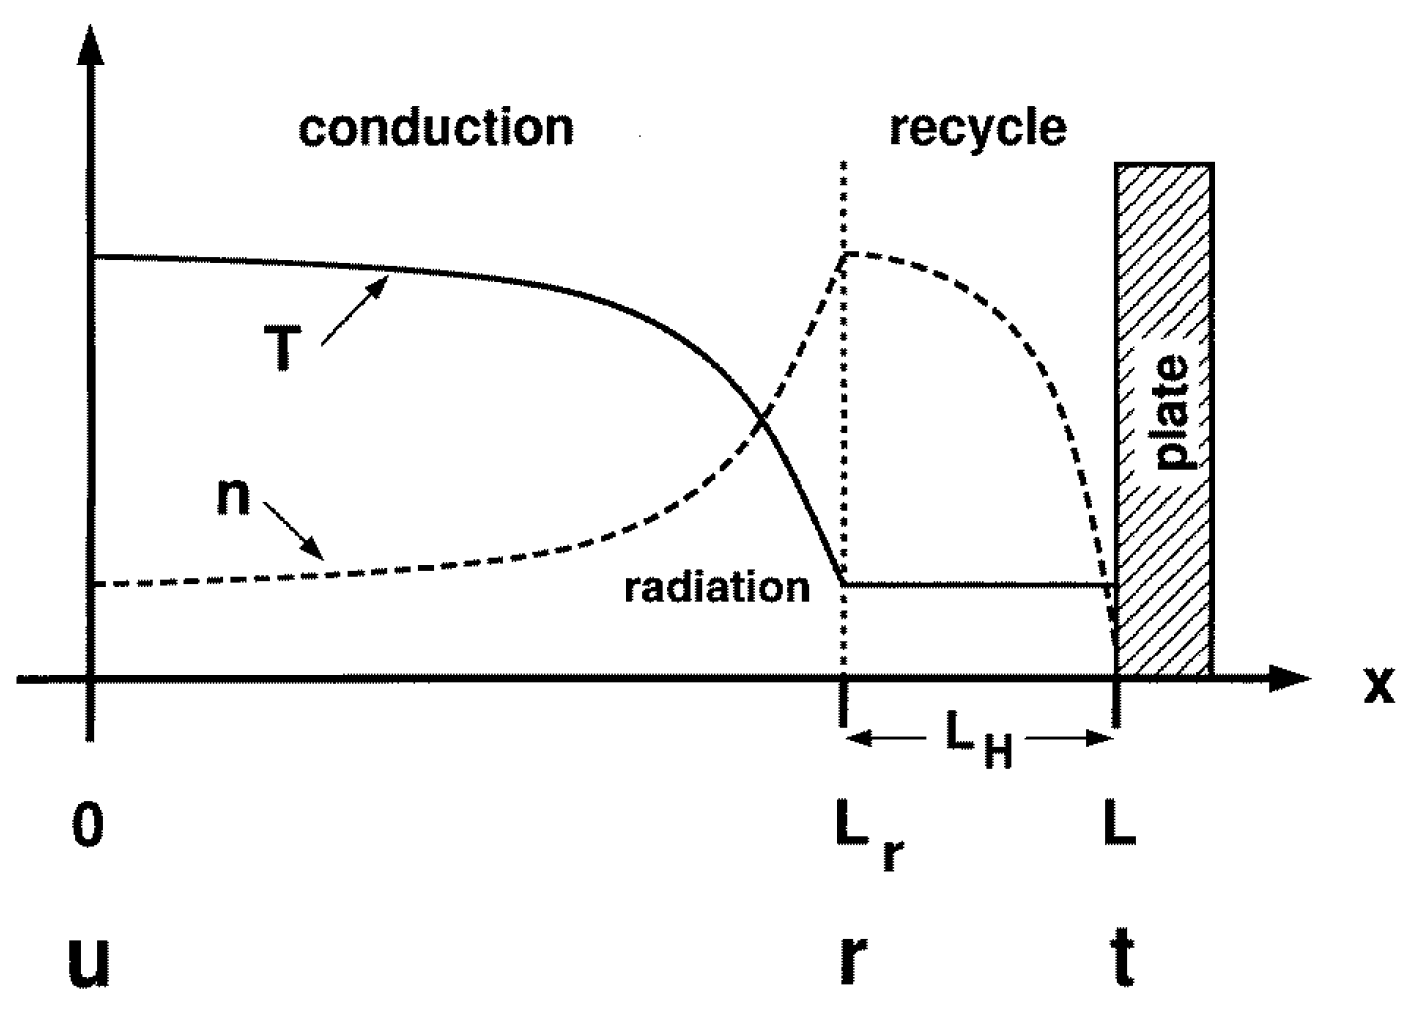 conduction
recycle
T
n
plate
radiation
x
L H
0
L r
L
u
r
t